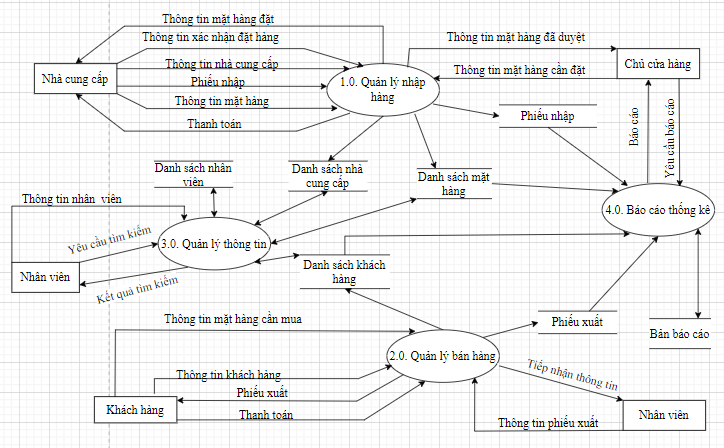 Thông tin mặt hàng đặt
Thông tin xác nhận đặt hàng
Thông tin mặt hàng đã duyệt
Thông tin nhà cung cấp
Nhà cung cấp
Phiếu nhập
1.0. Quản lý nhập
hàng
Thông tin mặt hàng cần đặt
Chủ cửa hàng
Thông tin mặt hàng
Thanh toán
Phiếu nhập
Báo cáo
Yêu cầu báo cáo
Danh sách nhân
viên
Danh sách nhà
cung cấp
Danh sách mặt
hàng
Thông tin nhân viên
4.0. Báo cáo thống kê
Yêu cầu tìm kiếm
3.0. Quản lý thông tin
Nhân viên
Kết quả tìm kiếm
Danh sách khách
hàng
Thông tin mặt hàng cần mua
Phiếu xuất
Bản báo cáo
2.0. Quản lý bán hàng
Thông tin khách hàng
Tiếp nhận thông tin
Phiếu xuất
Khách hàng
Thanh toán
Thông tin phiếu xuất
Nhân viên